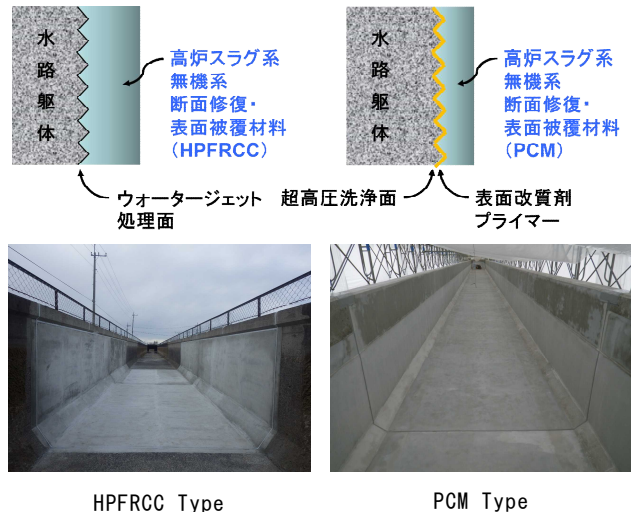 水路躯体
高炉スラグ系
無機系
断面修復・
表面被覆材料
(HPFRCC)
ウォータージェット
処理面
水路躯体
高炉スラグ系
無機系
断面修復・
表面被覆材料
(PCM)
超高圧洗浄面
表面改質剤
プライマー
HPFRCC Type
PCM Type